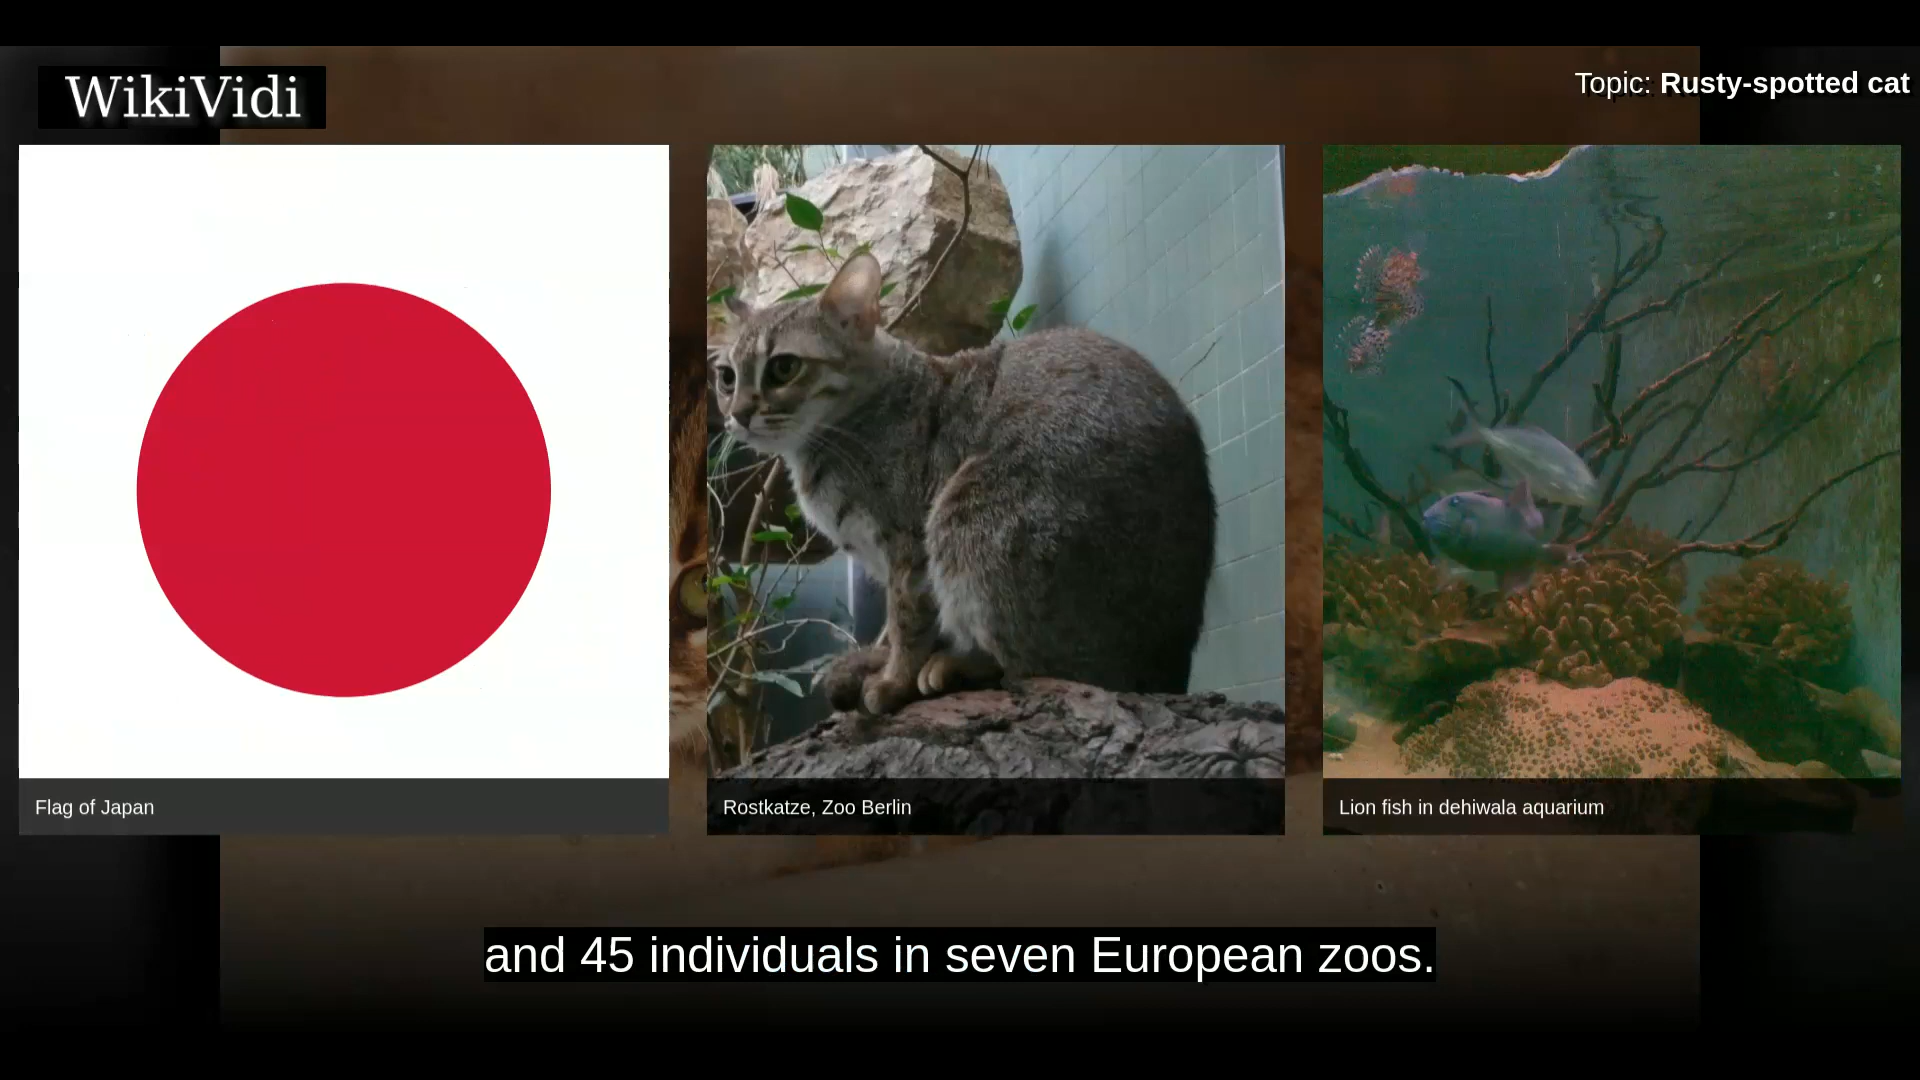 WikiVidi
Topic: Rusty-spotted cat
Flag of Japan
Rostkatze, Zoo Berlin
Lion fish in dehiwala aquarium
and 45 individuals in seven European zoos.